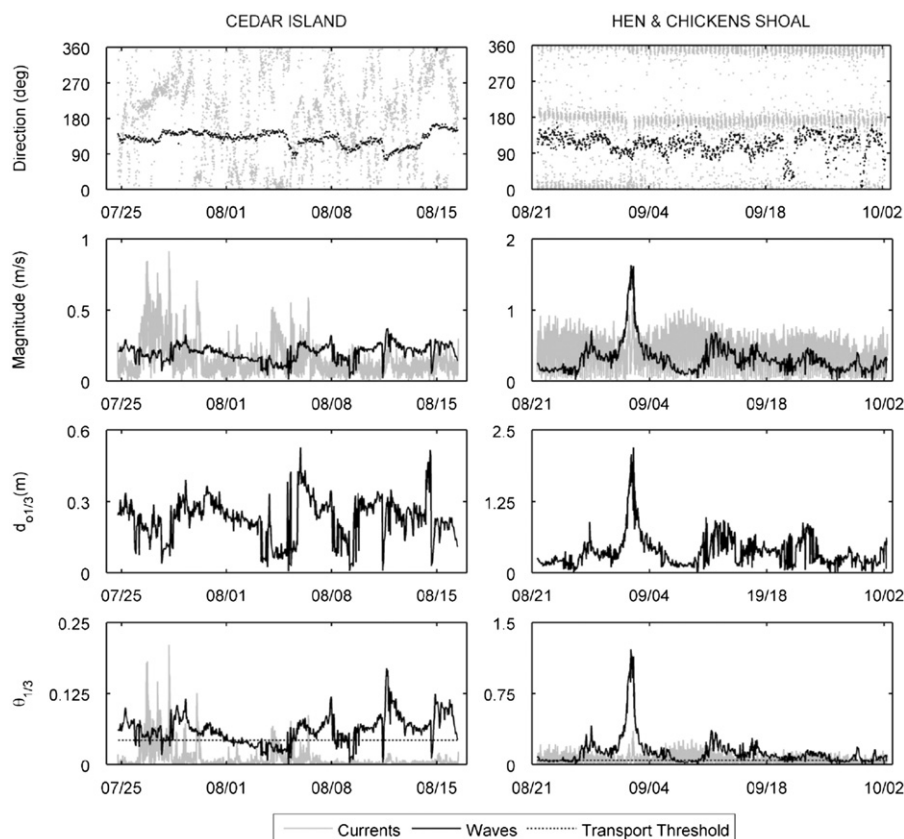 CEDAR ISLAND
HEN & CHICKENS SHOAL
Direction (deg)
360
270
180
90
0
07/25 08/01 08/08 08/15
360
270
180
90
0
08/21 09/04 09/18 10/02
Magnitude (m/s)
1
0.5
0
07/25 08/01 08/08 08/15
2
1
0
08/21 09/04 09/18 10/02
d_o1/3(m)
0.6
0.3
0
07/25 08/01 08/08 08/15
2.5
1.25
0
08/21 09/04 19/18 10/02
θ_1/3
0.25
0.125
0
07/25 08/01 08/08 08/15
1.5
0.75
0
08/21 09/04 09/18 10/02
Currents Waves Transport Threshold